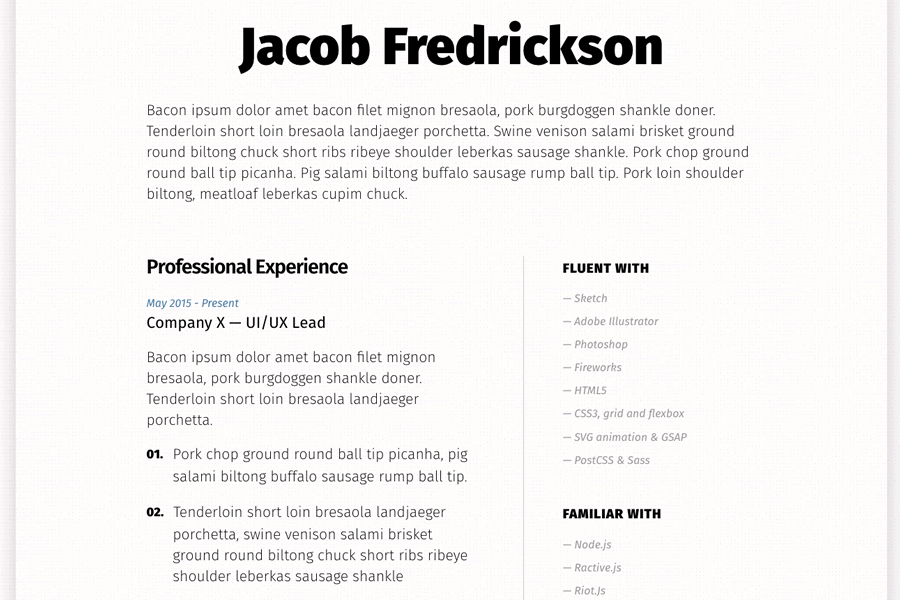 Jacob Fredrickson
Bacon ipsum dolor amet bacon filet mignon bresaola, pork burgdoggen shankle doner.
Tenderloin short loin bresaola landjaeger porchetta. Swine venison salami brisket ground
round biltong chuck short ribs ribeye shoulder leberkas sausage shankle. Pork chop ground
round ball tip picanha. Pig salami biltong buffalo sausage rump ball tip. Pork loin shoulder
biltong, meatloaf leberkas cupim chuck.
Professional Experience
May 2015 - Present
Company X — UI/UX Lead
Bacon ipsum dolor amet bacon filet mignon
bresaola, pork burgdoggen shankle doner.
Tenderloin short loin bresaola landjaeger
porchetta.
01. Pork chop ground round ball tip picanha, pig
salami biltong buffalo sausage rump ball tip.
02. Tenderloin short loin bresaola landjaeger
porchetta, swine venison salami brisket
ground round biltong chuck short ribs ribeye
shoulder leberkas sausage shankle
FLUENT WITH
— Sketch
— Adobe Illustrator
— Photoshop
— Fireworks
— HTML5
— CSS3, grid and flexbox
— SVG animation & GSAP
— PostCSS & Sass
FAMILIAR WITH
— Node.js
— Ractive.js
— Riot.Js